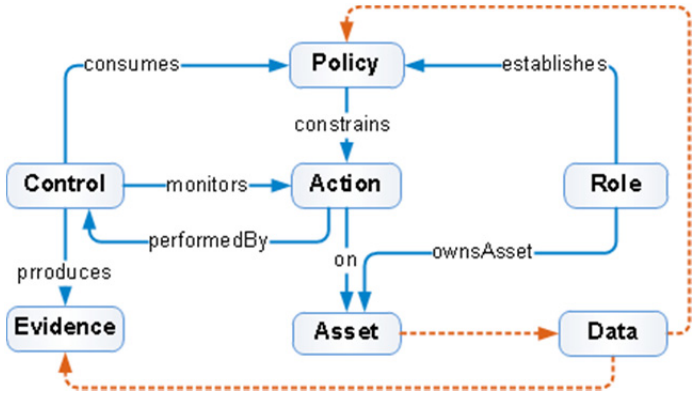 Policy
consumes
establishes
constrains
Control
monitors
Action
Role
performedBy
on
ownsAsset
prroduces
Evidence
Asset
Data